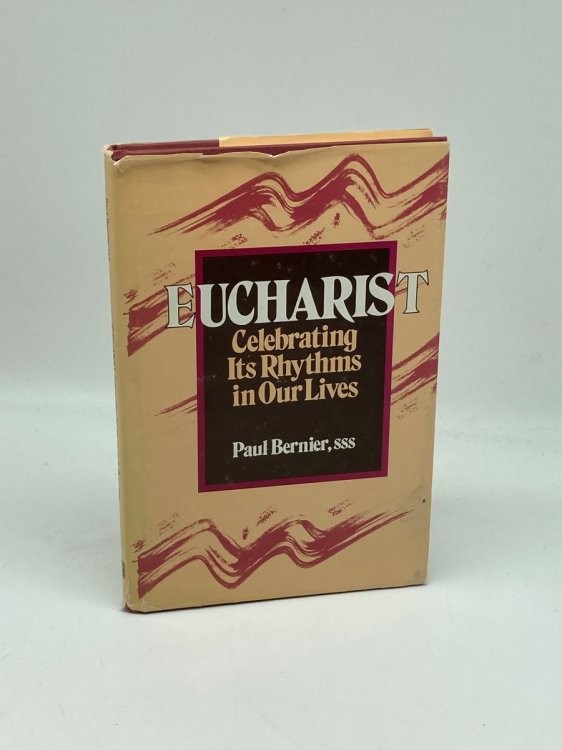 EUCHARIST
Celebrating
Its Rhythms
in Our Lives
Paul Bernier, sss